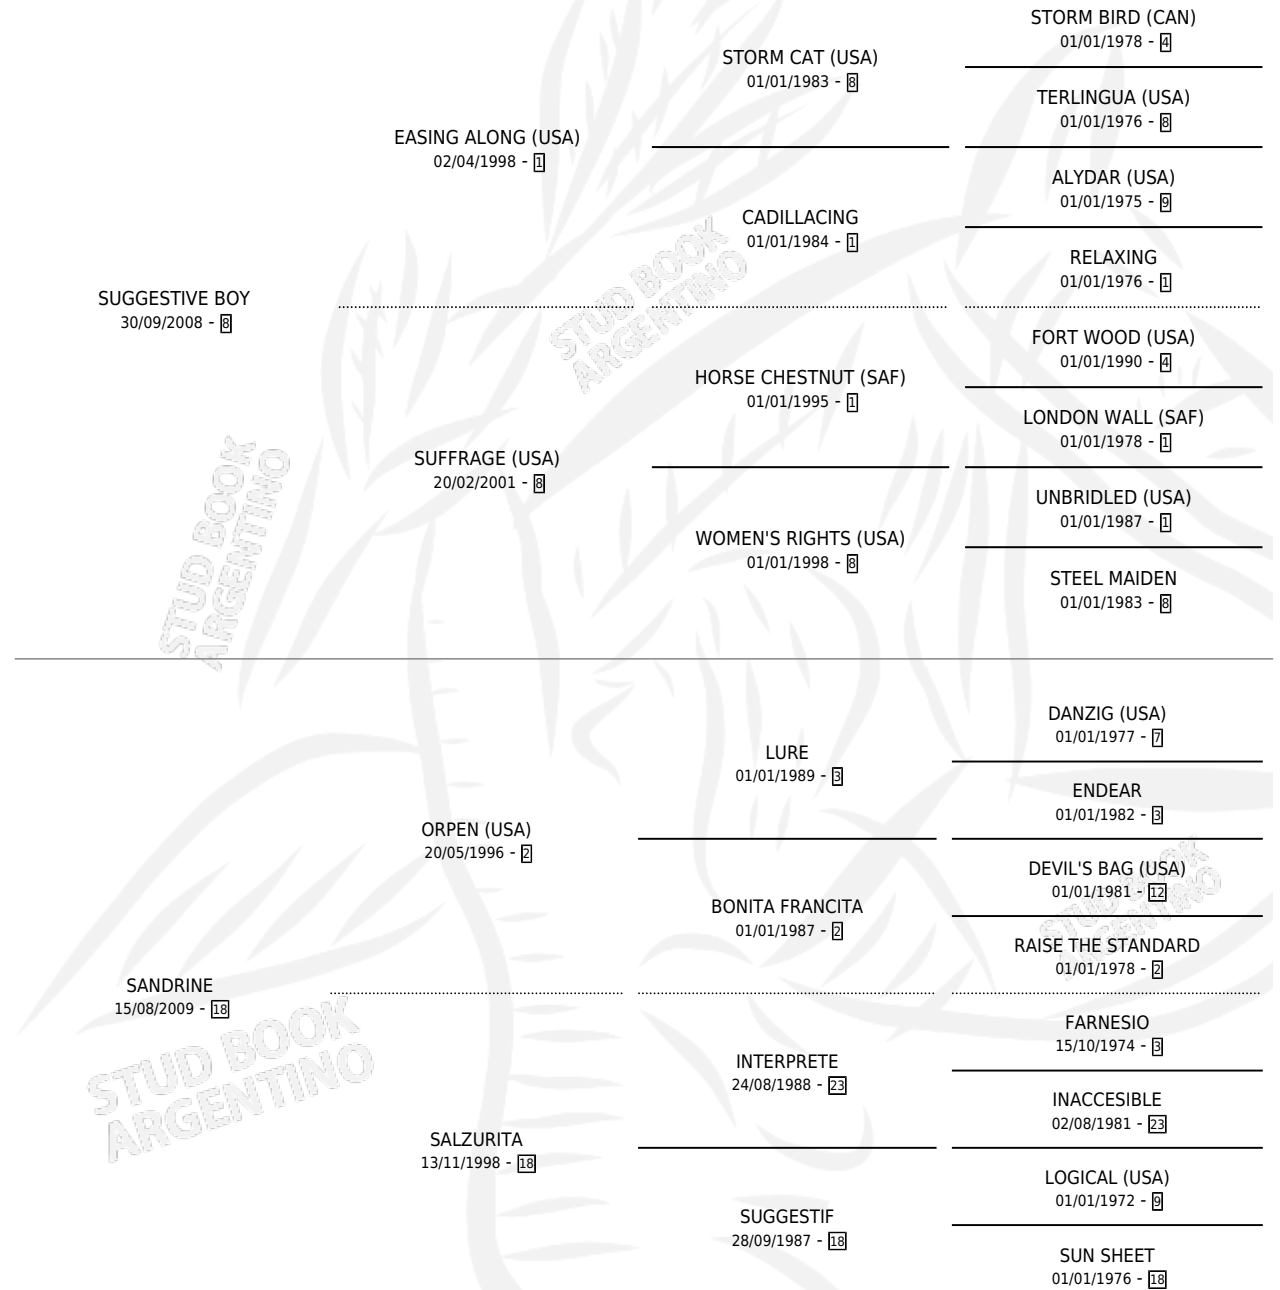 STORM BIRD (CAN)
01/01/1978 - 4
STORM CAT (USA)
01/01/1983 - 8
TERLINGUA (USA)
01/01/1976 - 8
EASING ALONG (USA)
02/04/1998 - 1
ALYDAR (USA)
01/01/1975 - 9
CADILLACING
01/01/1984 - 1
RELAXING
01/01/1976 - 1
SUGGESTIVE BOY
30/09/2008 - 8
FORT WOOD (USA)
01/01/1990 - 4
HORSE CHESTNUT (SAF)
01/01/1995 - 1
LONDON WALL (SAF)
01/01/1978 - 1
SUFFRAGE (USA)
20/02/2001 - 8
UNBRIDLED (USA)
01/01/1987 - 1
WOMEN'S RIGHTS (USA)
01/01/1998 - 8
STEEL MAIDEN
01/01/1983 - 8
STUD BOOK
ARGENTINO
STUD BOOK
ARGENTINO
DANZIG (USA)
01/01/1977 - 7
LURE
01/01/1989 - 3
ENDEAR
01/01/1982 - 3
ORPEN (USA)
20/05/1996 - 2
DEVIL'S BAG (USA)
01/01/1981 - 12
BONITA FRANCITA
01/01/1987 - 2
RAISE THE STANDARD
01/01/1978 - 2
SANDRINE
15/08/2009 - 18
FARNESIO
15/10/1974 - 3
INTERPRETE
24/08/1988 - 23
INACCESIBLE
02/08/1981 - 23
SALZURITA
13/11/1998 - 18
LOGICAL (USA)
01/01/1972 - 9
SUGGESTIF
28/09/1987 - 18
SUN SHEET
01/01/1976 - 18
STUD BOOK
ARGENTINO
STUD BOOK
ARGENTINO